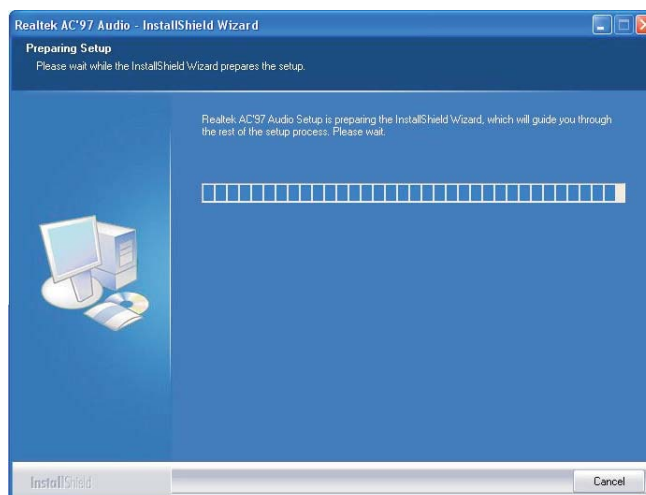 Realtek AC'97 Audio - InstallShield Wizard
Preparing Setup
Please wait while the InstallShield Wizard prepares the setup.
Realtek AC'97 Audio Setup is preparing the InstallShield Wizard, which will guide you through
the rest of the setup process. Please wait.
InstallShield
Cancel